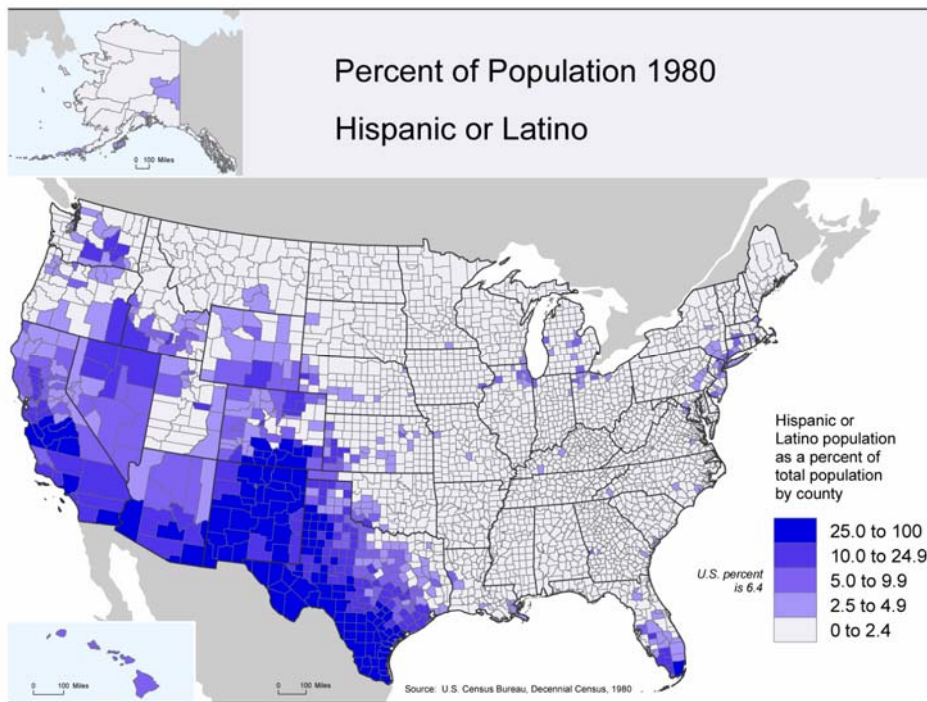 Percent of Population 1980
Hispanic or Latino
0 100 Miles
Hispanic or
Latino population
as a percent of
total population
by county
25.0 to 100
10.0 to 24.9
5.0 to 9.9
2.5 to 4.9
0 to 2.4
U.S. percent
is 6.4
0 100 Miles
0 100 Miles
Source: U.S. Census Bureau, Decennial Census, 1980